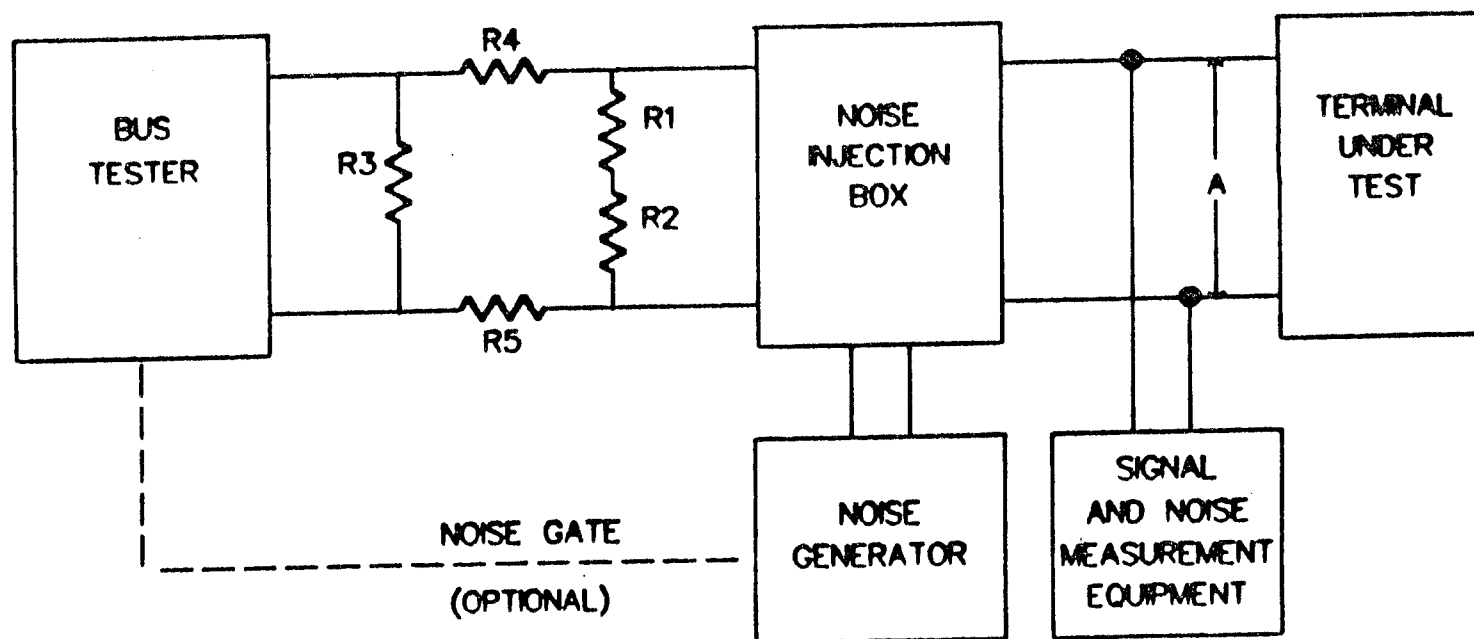 BUS
TESTER
R4
R3
R1
R2
R5
NOISE
INJECTION
BOX
A
TERMINAL
UNDER
TEST
NOISE GATE
(OPTIONAL)
NOISE
GENERATOR
SIGNAL
AND NOISE
MEASUREMENT
EQUIPMENT